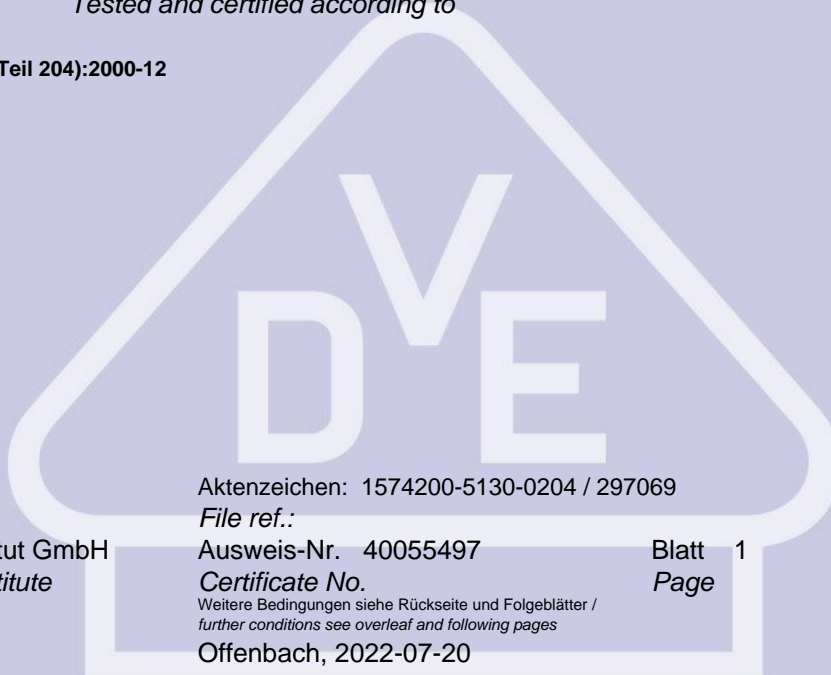 Tested and certified according to
Teil 204):2000-12
VDE
Aktenzeichen: 1574200-5130-0204 / 297069
File ref.:
tut GmbH Ausweis-Nr. 40055497 Blatt 1
titute Certificate No. Page
Weitere Bedingungen siehe Rückseite und Folgeblätter /
further conditions see overleaf and following pages
Offenbach, 2022-07-20